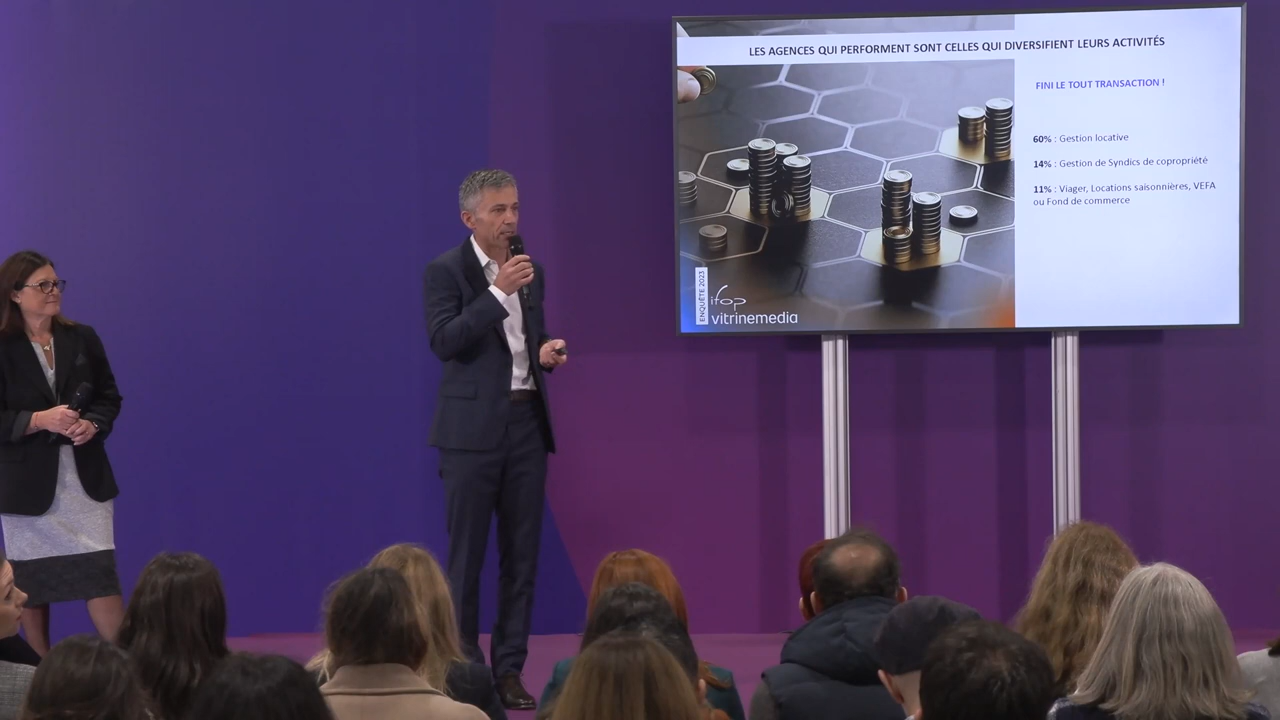 LES AGENCES QUI PERFORMENT SONT CELLES QUI DIVERSIFIENT LEURS ACTIVITÉS
FINI LE TOUT TRANSACTION !
60% : Gestion locative
14% : Gestion de Syndics de copropriété
11% : Viager, Locations saisonnières, VEFA
ou Fond de commerce
ENQUÊTE 2023
ifop
vitrinemedia